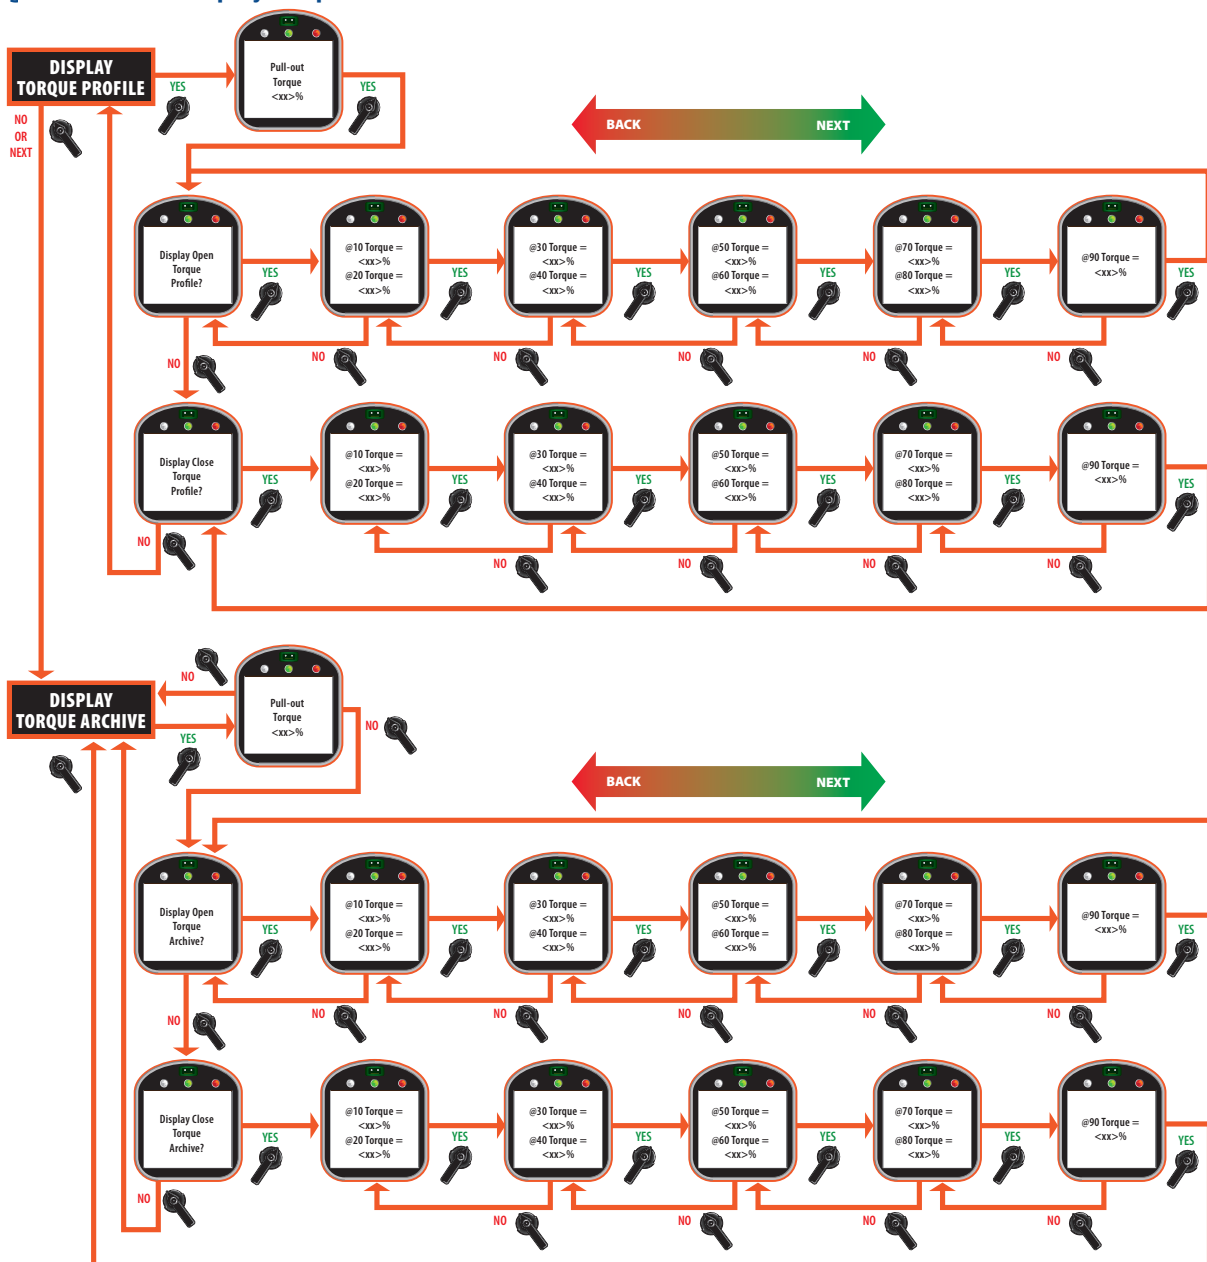 DISPLAY
TORQUE PROFILE
YES
Pull-out
Torque
<xx>%
YES
NO
OR
NEXT
BACK
NEXT
Display Open
Torque
Profile?
YES
@10 Torque =
<xx>%
@20 Torque =
<xx>%
YES
@30 Torque =
<xx>%
@40 Torque =
<xx>%
YES
@50 Torque =
<xx>%
@60 Torque =
<xx>%
YES
@70 Torque =
<xx>%
@80 Torque =
<xx>%
YES
@90 Torque =
<xx>%
YES
NO
NO
NO
NO
NO
NO
Display Close
Torque
Profile?
YES
@10 Torque =
<xx>%
@20 Torque =
<xx>%
YES
@30 Torque =
<xx>%
@40 Torque =
<xx>%
YES
@50 Torque =
<xx>%
@60 Torque =
<xx>%
YES
@70 Torque =
<xx>%
@80 Torque =
<xx>%
YES
@90 Torque =
<xx>%
YES
NO
NO
NO
NO
NO
DISPLAY
TORQUE ARCHIVE
NO
YES
Pull-out
Torque
<xx>%
NO
BACK
NEXT
Display Open
Torque
Archive?
YES
@10 Torque =
<xx>%
@20 Torque =
<xx>%
YES
@30 Torque =
<xx>%
@40 Torque =
<xx>%
YES
@50 Torque =
<xx>%
@60 Torque =
<xx>%
YES
@70 Torque =
<xx>%
@80 Torque =
<xx>%
YES
@90 Torque =
<xx>%
YES
NO
NO
NO
NO
NO
NO
Display Close
Torque
Archive?
YES
@10 Torque =
<xx>%
@20 Torque =
<xx>%
YES
@30 Torque =
<xx>%
@40 Torque =
<xx>%
YES
@50 Torque =
<xx>%
@60 Torque =
<xx>%
YES
@70 Torque =
<xx>%
@80 Torque =
<xx>%
YES
@90 Torque =
<xx>%
YES
NO
NO
NO
NO
NO